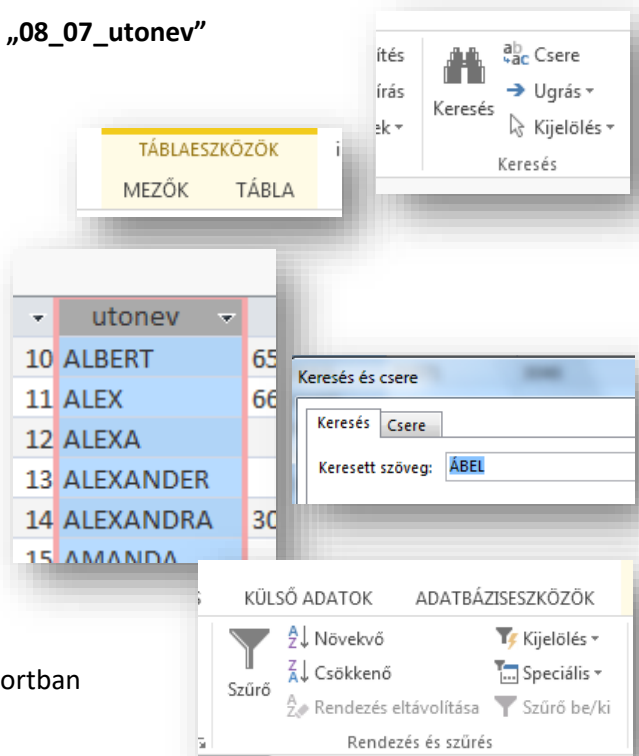 „08_07_utonev”
ítés
írás
ek
Keresés
Csere
Ugrás
Kijelölés
Keresés
TÁBLAESZKÖZÖK
MEZŐK TÁBLA
utonev
10 ALBERT 65
11 ALEX 66
12 ALEXA
13 ALEXANDER
14 ALEXANDRA 30
15 AMANDA
Keresés és csere
Keresés Csere
Keresett szöveg: ÁBEL
KÜLSŐ ADATOK ADATBÁZISESZKÖZÖK
Szűrő
Növekvő
Csökkenő
Rendezés eltávolítása
Kijelölés
Speciális
Szűrő be/ki
Rendezés és szűrés
ortban